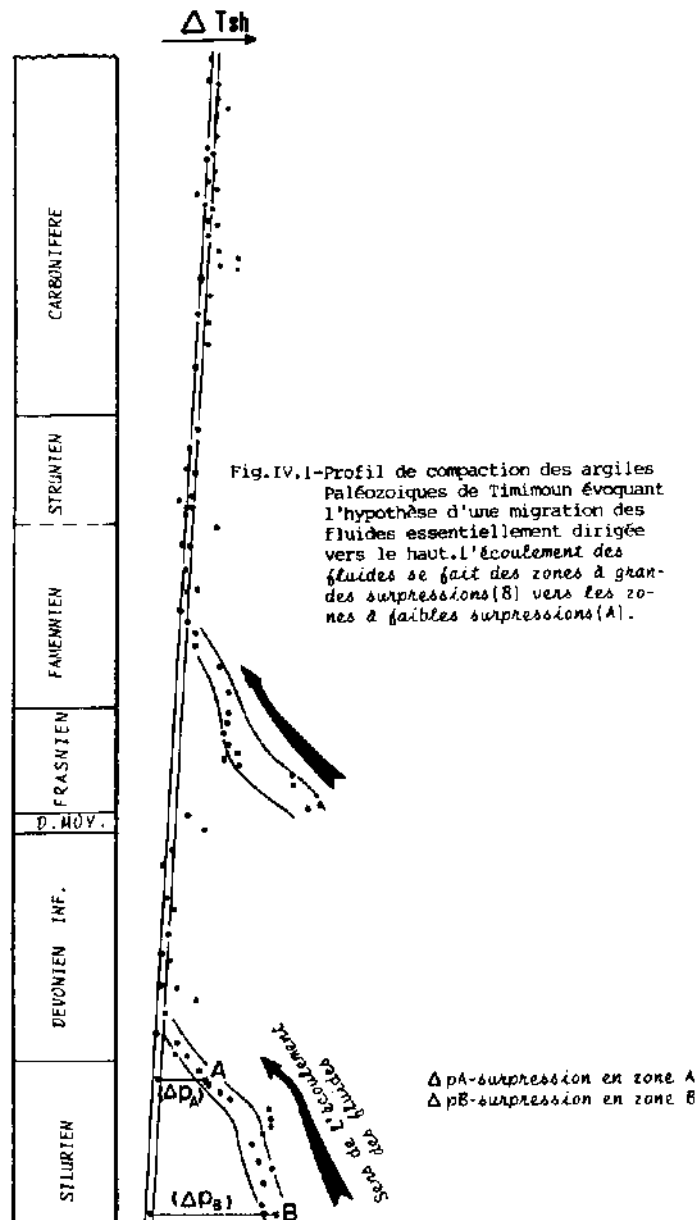 Δ Tsh
CARBONIFERE
STRUNIEN
FAMENNIEN
FRASNIEN
D. MOY.
DEVONIEN INF.
SILURIEN
Fig.IV.1-Profil de compaction des argiles
Paléozoiques de Timimoun évoquant
l'hypothèse d'une migration des
fluides essentiellement dirigée
vers le haut.L'écoulement des
fluides se fait des zones à gran-
des surpressions(B) vers les zo-
nes à faibles surpressions(A).
A
(ΔPA)
(ΔPB)
B
Sens de l'écoulement
des fluides
Δ pA-surpression en zone A
Δ pB-surpression en zone B